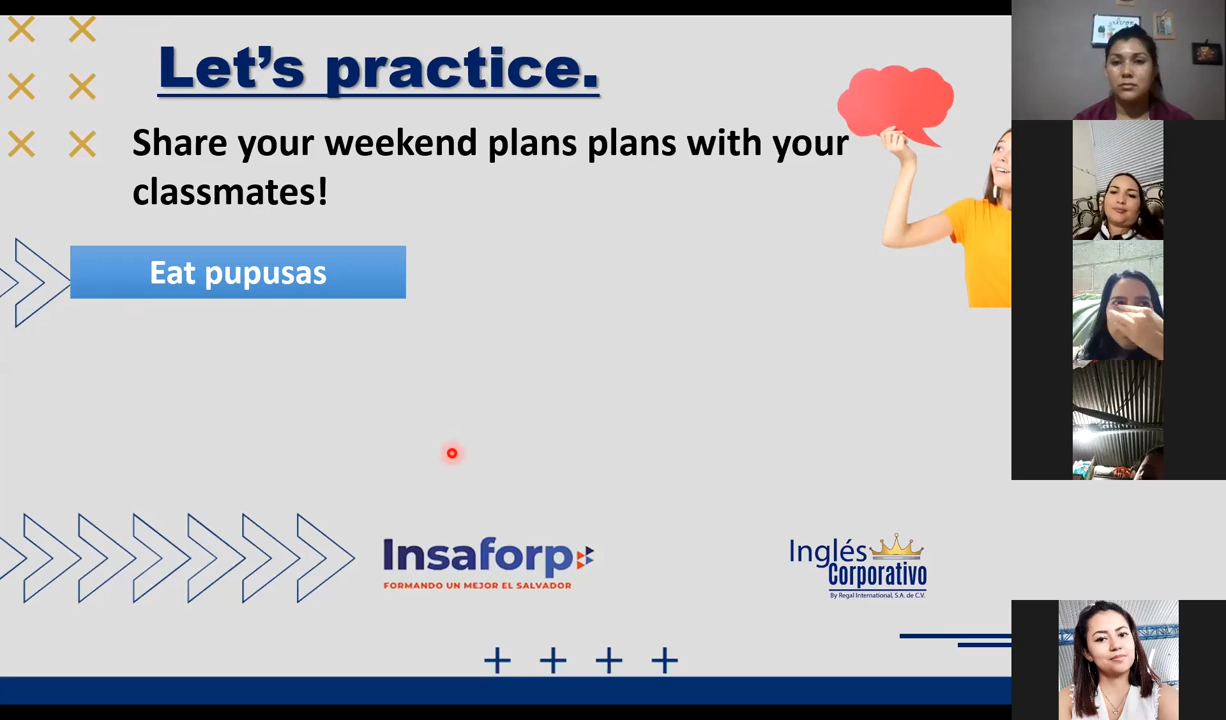 Let's practice.
Share your weekend plans plans with your
classmates!
Eat pupusas
Insaforp
FORMANDO UN MEJOR EL SALVADOR
Inglés
Corporativo
By Regal International, S.A. de C.V.